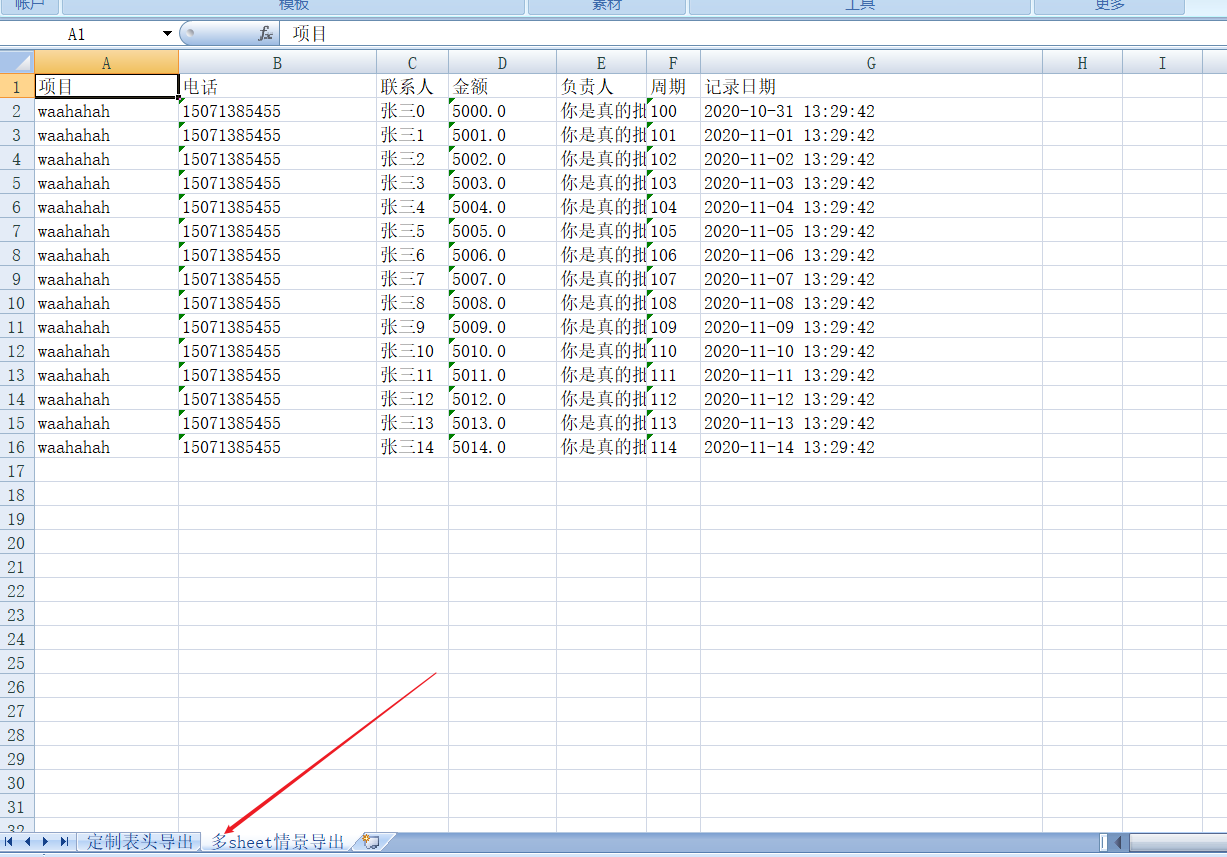 帐户 模板 素材 工具 更多
A1 fx 项目
A B C D E F G H I
1 项目 电话 联系人 金额 负责人 周期 记录日期
2 waahahah 15071385455 张三0 5000.0 你是真的批 100 2020-10-31 13:29:42
3 waahahah 15071385455 张三1 5001.0 你是真的批 101 2020-11-01 13:29:42
4 waahahah 15071385455 张三2 5002.0 你是真的批 102 2020-11-02 13:29:42
5 waahahah 15071385455 张三3 5003.0 你是真的批 103 2020-11-03 13:29:42
6 waahahah 15071385455 张三4 5004.0 你是真的批 104 2020-11-04 13:29:42
7 waahahah 15071385455 张三5 5005.0 你是真的批 105 2020-11-05 13:29:42
8 waahahah 15071385455 张三6 5006.0 你是真的批 106 2020-11-06 13:29:42
9 waahahah 15071385455 张三7 5007.0 你是真的批 107 2020-11-07 13:29:42
10 waahahah 15071385455 张三8 5008.0 你是真的批 108 2020-11-08 13:29:42
11 waahahah 15071385455 张三9 5009.0 你是真的批 109 2020-11-09 13:29:42
12 waahahah 15071385455 张三10 5010.0 你是真的批 110 2020-11-10 13:29:42
13 waahahah 15071385455 张三11 5011.0 你是真的批 111 2020-11-11 13:29:42
14 waahahah 15071385455 张三12 5012.0 你是真的批 112 2020-11-12 13:29:42
15 waahahah 15071385455 张三13 5013.0 你是真的批 113 2020-11-13 13:29:42
16 waahahah 15071385455 张三14 5014.0 你是真的批 114 2020-11-14 13:29:42
17
18
19
20
21
22
23
24
25
26
27
28
29
30
31
32
定制表头导出 多sheet情景导出